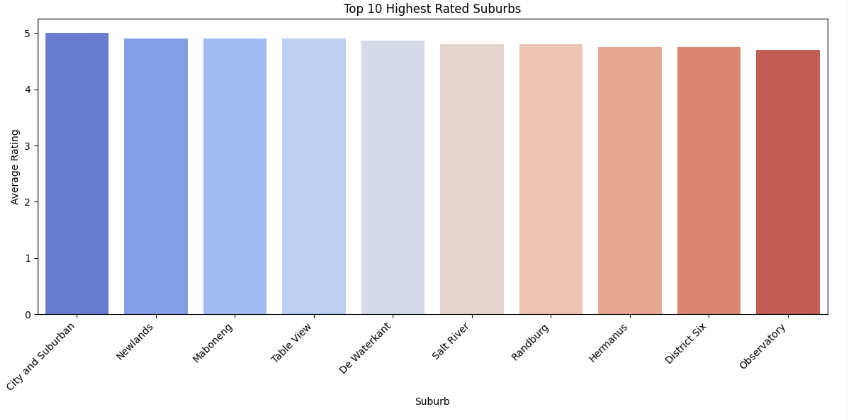 Top 10 Highest Rated Suburbs
Average Rating
5
4
3
2
1
0
City and Suburban
Newlands
Maboneng
Table View
De Waterkant
Salt River
Randburg
Hermanus
District Six
Observatory
Suburb